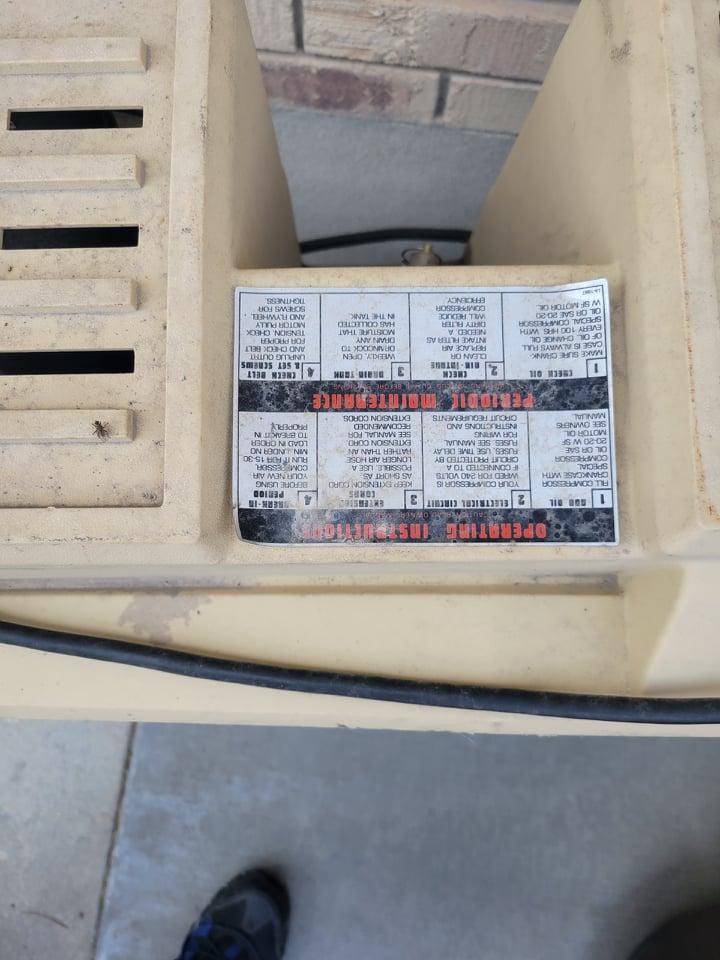 OPERATING INSTRUCTIONS
1 ADD OIL
FILL COMPRESSOR
CRANKCASE WITH
SPECIAL
COMPRESSOR
OIL OR SAE
20-20 W SF
MOTOR OIL
SEE OWNERS
MANUAL
2 ELECTRICAL CIRCUIT
YOUR COMPRESSOR IS
WIRED FOR 240 VOLTS
IF CONNECTED TO A
CIRCUIT PROTECTED BY
FUSES, USE TIME DELAY
FUSES. SEE MANUAL
FOR WIRING
INSTRUCTIONS AND
CIRCUIT REQUIREMENTS
3 EXTENSION
CORDS
KEEP EXTENSION CORD
AS SHORT AS
POSSIBLE. USE A
LONGER AIR HOSE
RATHER THAN AN
EXTENSION CORD
SEE MANUAL FOR
RECOMMENDED
EXTENSION CORDS
4 BREAK-IN
PERIOD
BEFORE USING
YOUR NEW AIR
COMPRESSOR,
RUN IT FOR 15-30
MIN. UNDER NO
LOAD IN ORDER
TO BREAK IT IN
PROPERLY.
PERIODIC MAINTENANCE
BEFORE SERVICING
1 CHECK OIL
MAKE SURE CRANK
CASE IS ALWAYS FULL
OF OIL. CHANGE OIL
EVERY 100 HRS WITH
SPECIAL COMPRESSOR
OIL OR SAE 20-20
W SF MOTOR OIL
2 CHECK
AIR-INTAKE
CLEAN OR
REPLACE AIR
INTAKE FILTER AS
NEEDED A
DIRTY FILTER
WILL REDUCE
COMPRESSOR
EFFICIENCY
3 DRAIN TANK
WEEKLY, OPEN
DRAINCOCK TO
DRAIN ANY
MOISTURE THAT
HAS COLLECTED
IN THE TANK
4 CHECK BELT
& SET SCREWS
UNPLUG OUTFIT
AND CHECK BELT
FOR PROPER
TENSION. CHECK
MOTOR PULLY
AND FLYWHEEL
SCREWS FOR
TIGHTNESS.